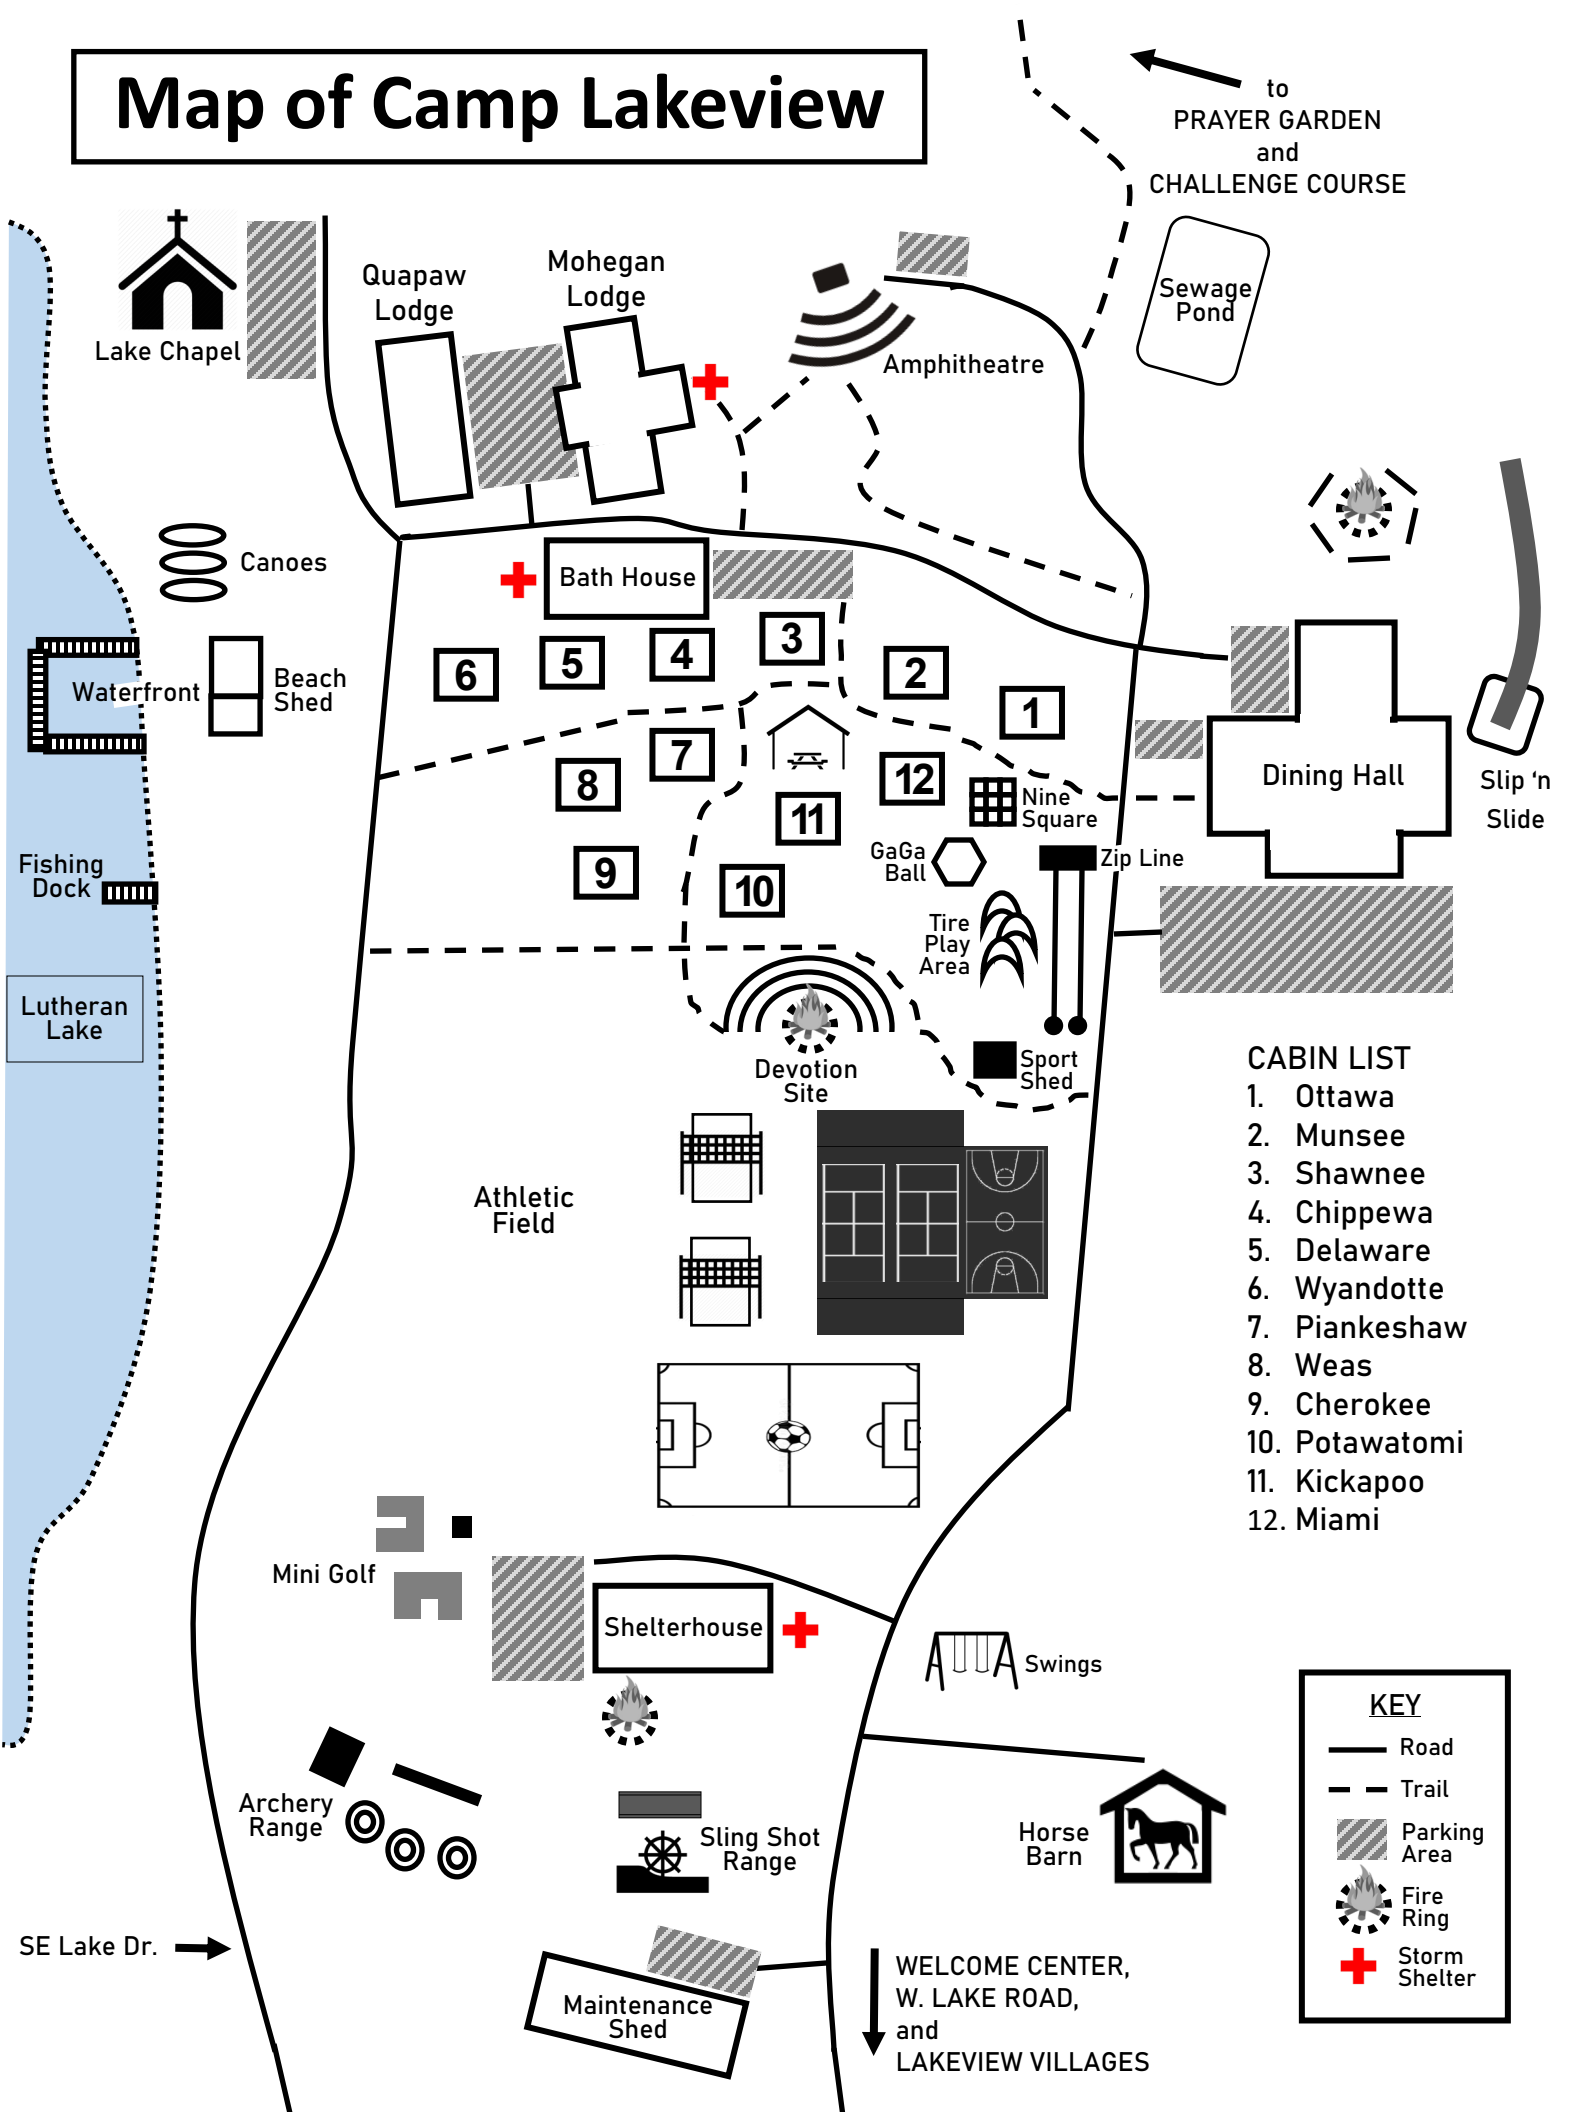 Map of Camp Lakeview
to
PRAYER GARDEN
and
CHALLENGE COURSE
Sewage
Pond
Lake Chapel
Quapaw
Lodge
Mohegan
Lodge
Amphitheatre
Canoes
Bath House
Waterfront
Beach
Shed
6
5
4
3
2
1
7
8
12
11
9
10
Nine
Square
GaGa
Ball
Zip Line
Tire
Play
Area
Dining Hall
Slip ‘n
Slide
Fishing
Dock
Lutheran
Lake
Devotion
Site
Sport
Shed
Athletic
Field
CABIN LIST
1. Ottawa
2. Munsee
3. Shawnee
4. Chippewa
5. Delaware
6. Wyandotte
7. Piankeshaw
8. Weas
9. Cherokee
10. Potawatomi
11. Kickapoo
12. Miami
Mini Golf
Shelterhouse
Swings
Archery
Range
Sling Shot
Range
Horse
Barn
SE Lake Dr.
Maintenance
Shed
WELCOME CENTER,
W. LAKE ROAD,
and
LAKEVIEW VILLAGES
KEY
Road
Trail
Parking
Area
Fire
Ring
Storm
Shelter